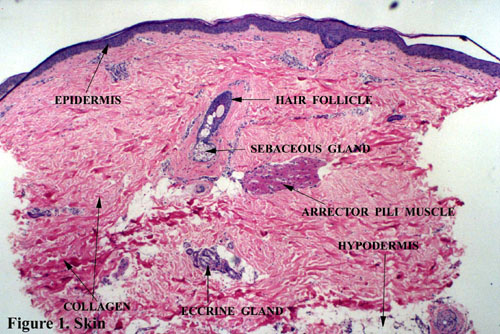 EPIDERMIS
HAIR FOLLICLE
SEBACEOUS GLAND
ARRECTOR PILI MUSCLE
HYPODERMIS
COLLAGEN
ECCRINE GLAND
Figure 1. Skin